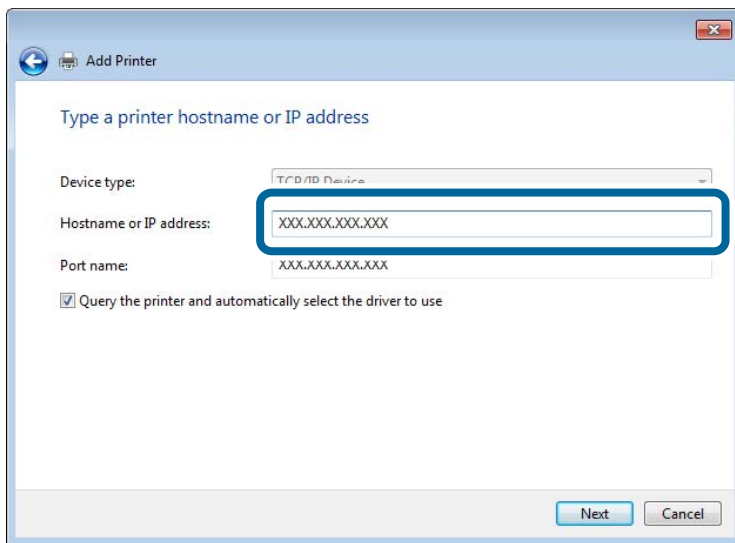 Add Printer
Type a printer hostname or IP address
Device type: TCP/IP Device
Hostname or IP address: XXX.XXX.XXX.XXX
Port name: XXX.XXX.XXX.XXX
Query the printer and automatically select the driver to use
Next Cancel